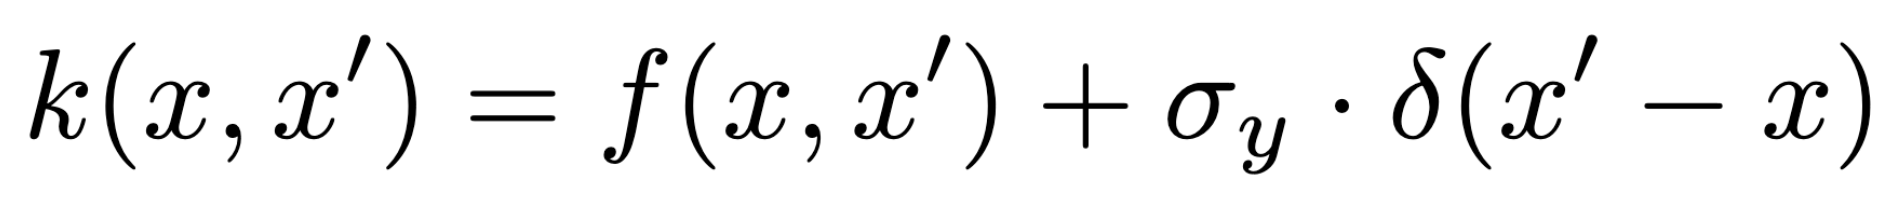 k(x, x′) = f(x, x′) + σ_y · δ(x′ − x)